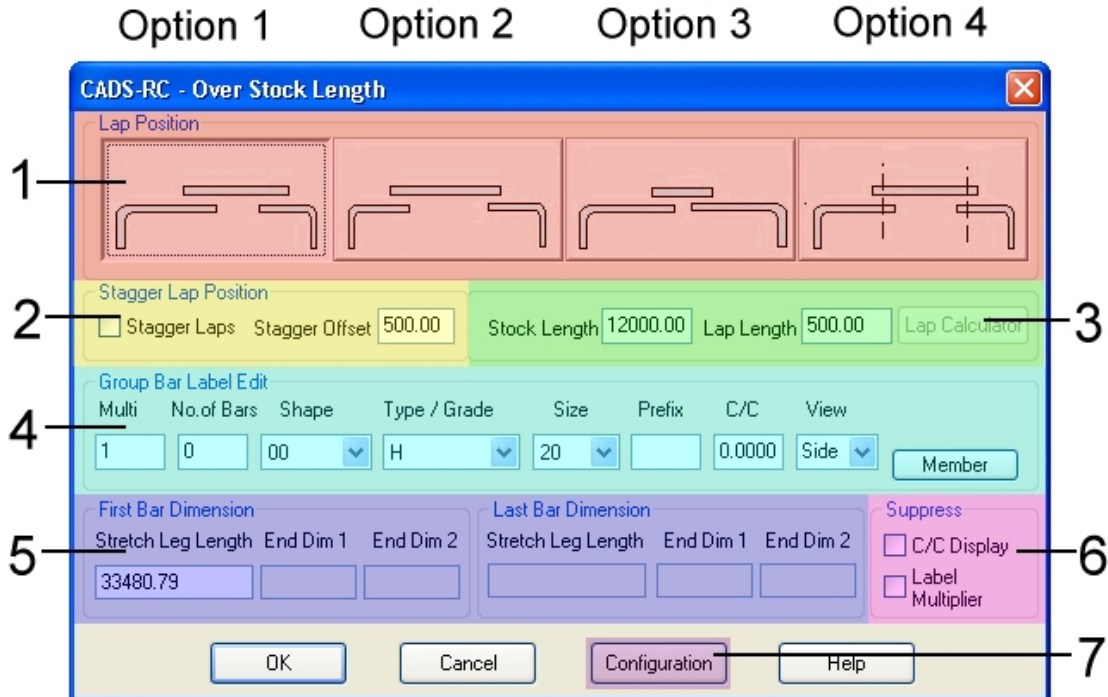 Option 1 Option 2 Option 3 Option 4
CADS-RC - Over Stock Length
Lap Position
1
Stagger Lap Position
2 Stagger Laps Stagger Offset 500.00 Stock Length 12000.00 Lap Length 500.00 Lap Calculator 3
Group Bar Label Edit
Multi No.of Bars Shape Type / Grade Size Prefix C/C View
4
1 0 00 H 20 0.0000 Side Member
First Bar Dimension Last Bar Dimension Suppress
5 Stretch Leg Length End Dim 1 End Dim 2 Stretch Leg Length End Dim 1 End Dim 2 C/C Display 6
33480.79 Label
Multiplier
OK Cancel Configuration Help 7